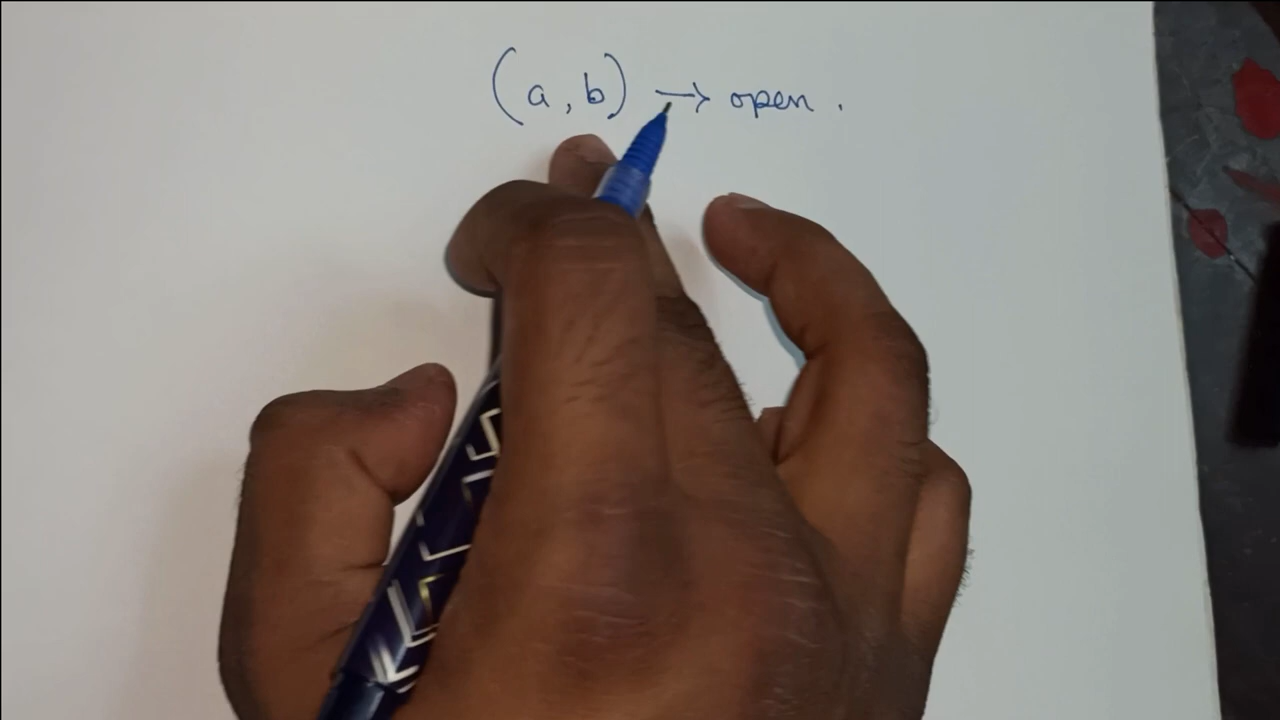 (a, b) → open.